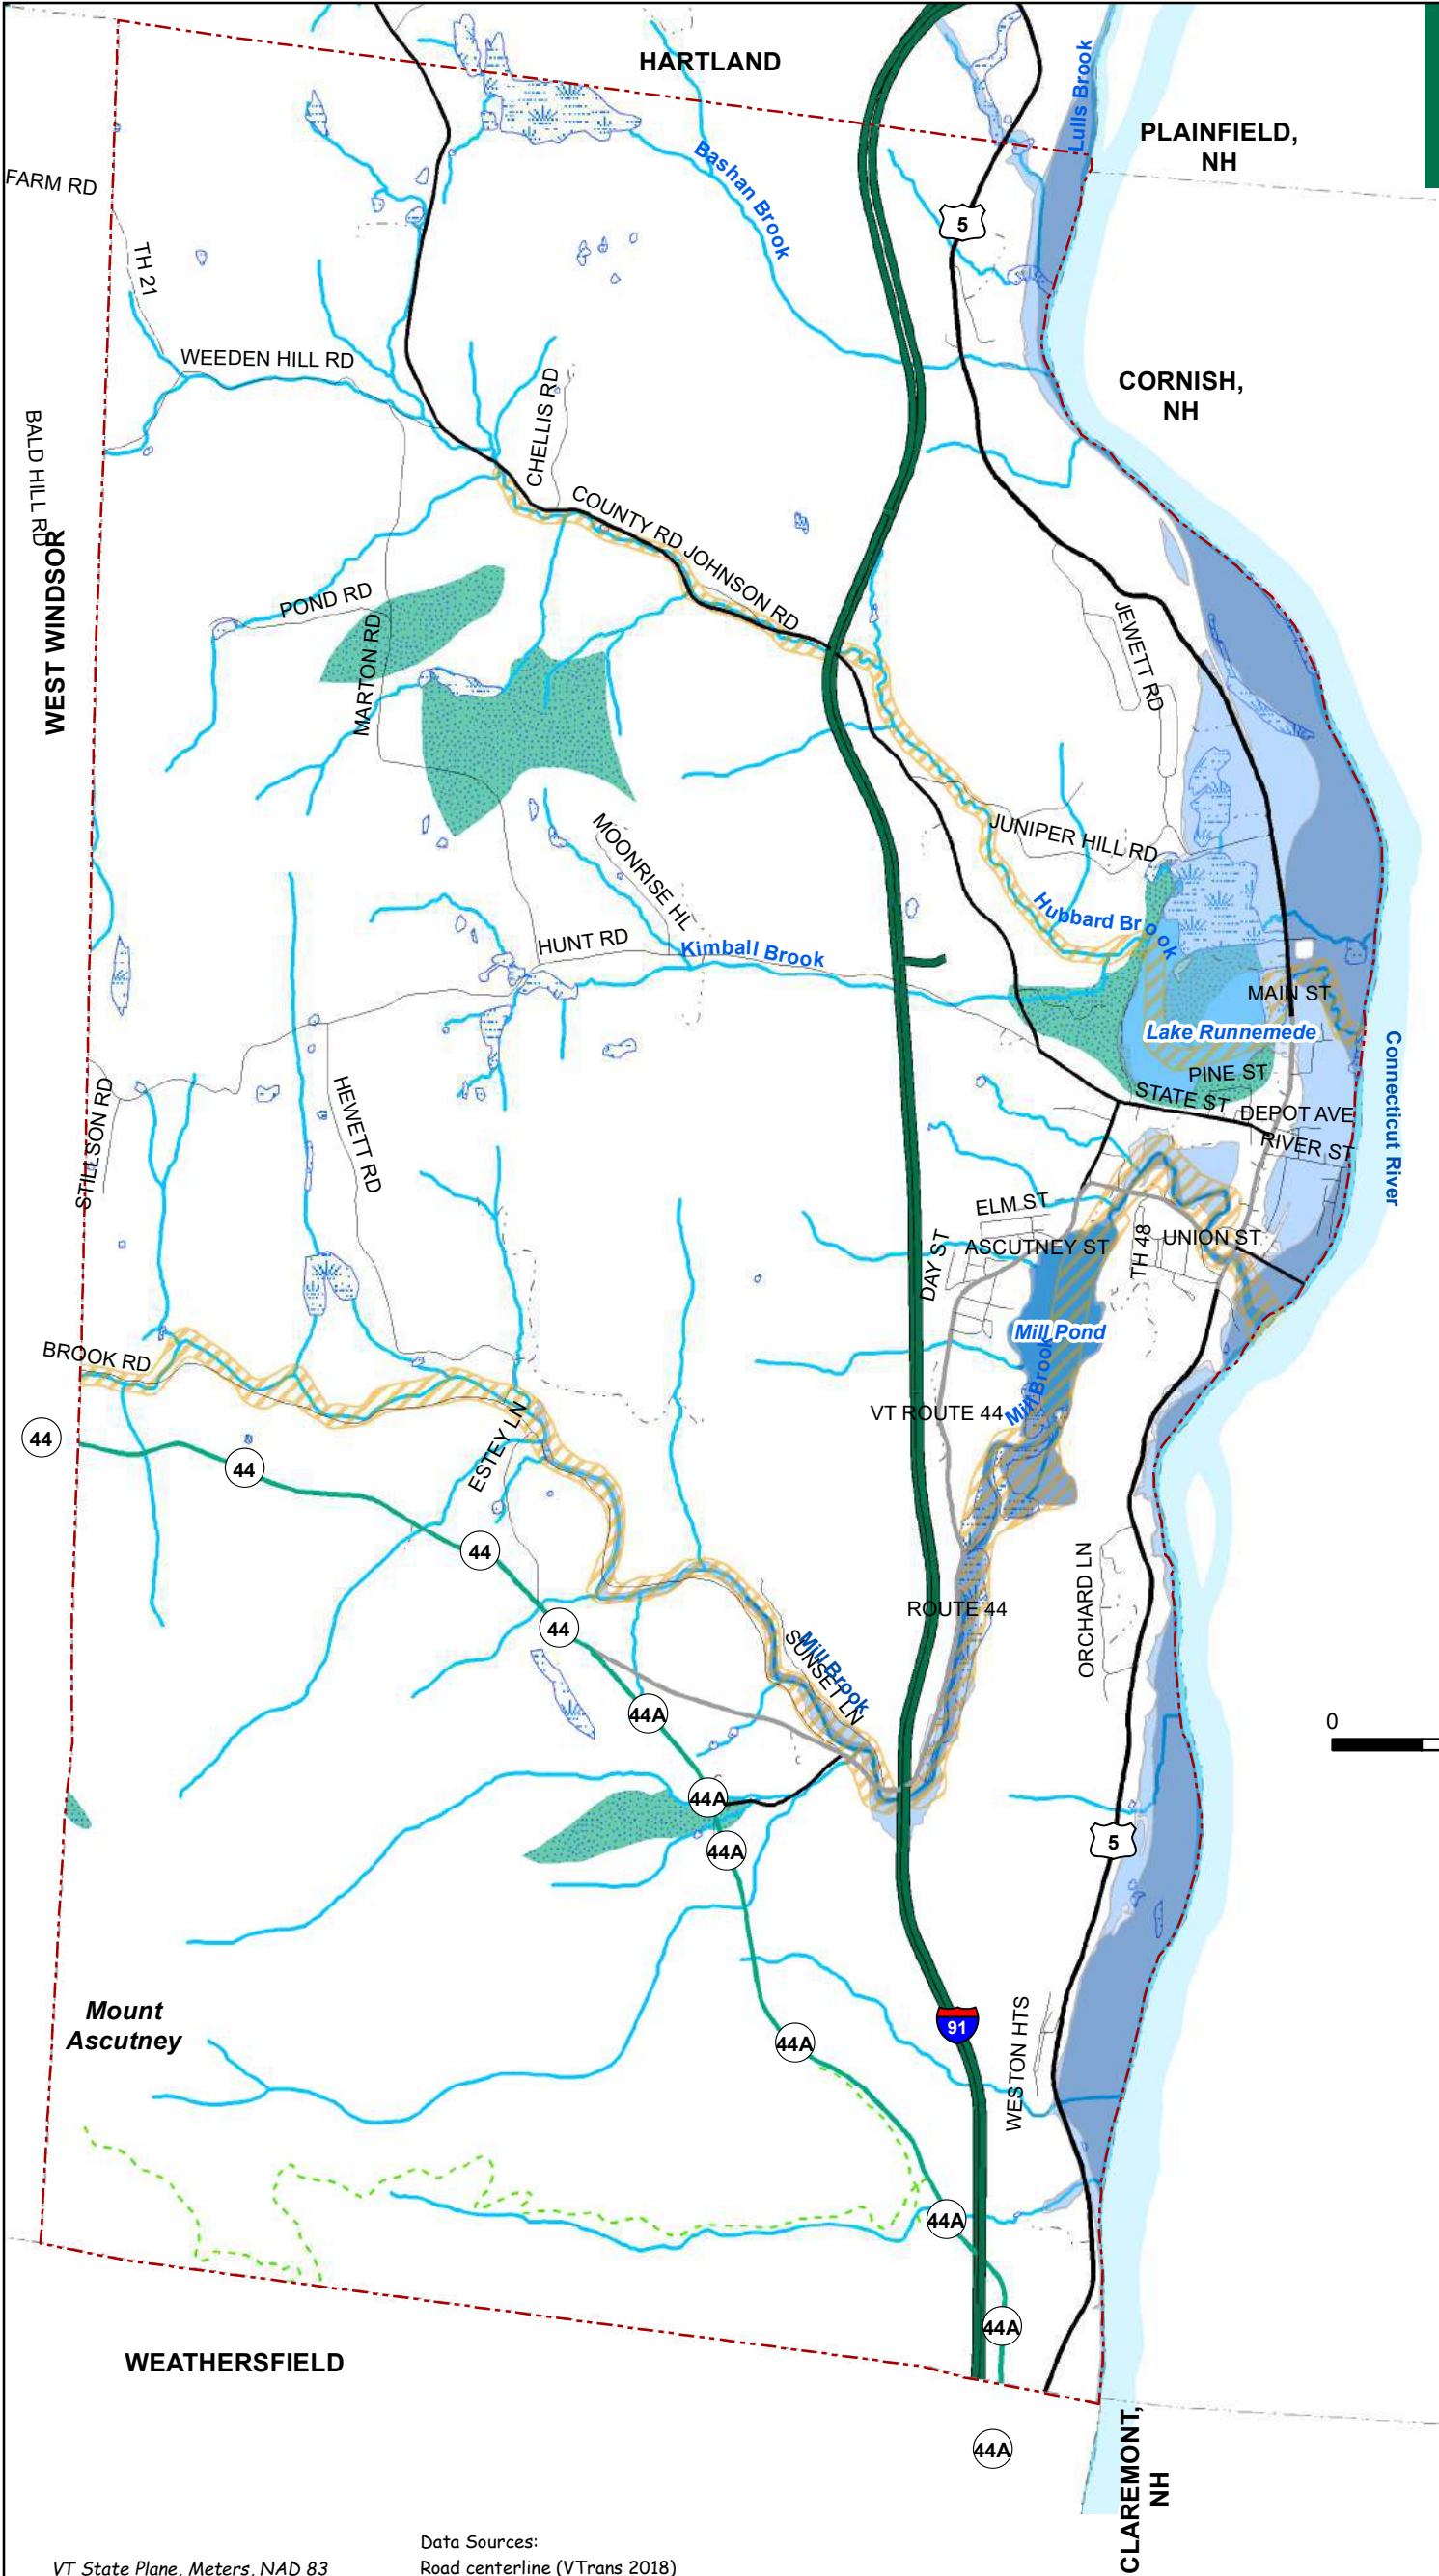 HARTLAND
Lulls Brook
PLAINFIELD,
NH
FARM RD
Bashan Brook
5
TH 21
WEEDEN HILL RD
CORNISH,
NH
BALD HILL RD
WEST WINDSOR
CHELLIS RD
COUNTY RD
JOHNSON RD
POND RD
MARTON RD
JEWETT RD
MOONRISE HL
JUNIPER HILL RD
Hubbard Brook
HUNT RD
Kimball Brook
MAIN ST
Lake Runnemede
Connecticut River
PINE ST
STATE ST
DEPOT AVE
RIVER ST
STILLSON RD
HEWETT RD
ELM ST
ASCUTNEY ST
TH 48
UNION ST
DAY ST
Mill Pond
Mill Brook
BROOK RD
VT ROUTE 44
44
44
ESTEY LN
44
ORCHARD LN
ROUTE 44
44
Mill Brook
SUNSET LN
44A
0
44A
44A
5
Mount
Ascutney
91
44A
WESTON HTS
44A
44A
WEATHERSFIELD
44A
CLAREMONT,
NH
Data Sources:
VT State Plane, Meters, NAD 83
Road centerline (VTrans 2018)